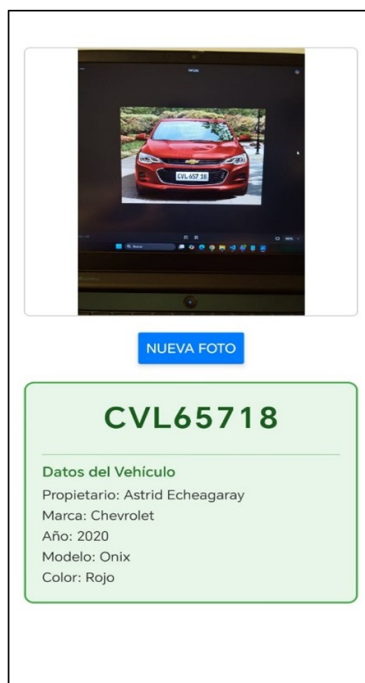 CVL 657 18
NUEVA FOTO
CVL65718
Datos del Vehículo
Propietario: Astrid Echeagaray
Marca: Chevrolet
Año: 2020
Modelo: Onix
Color: Rojo